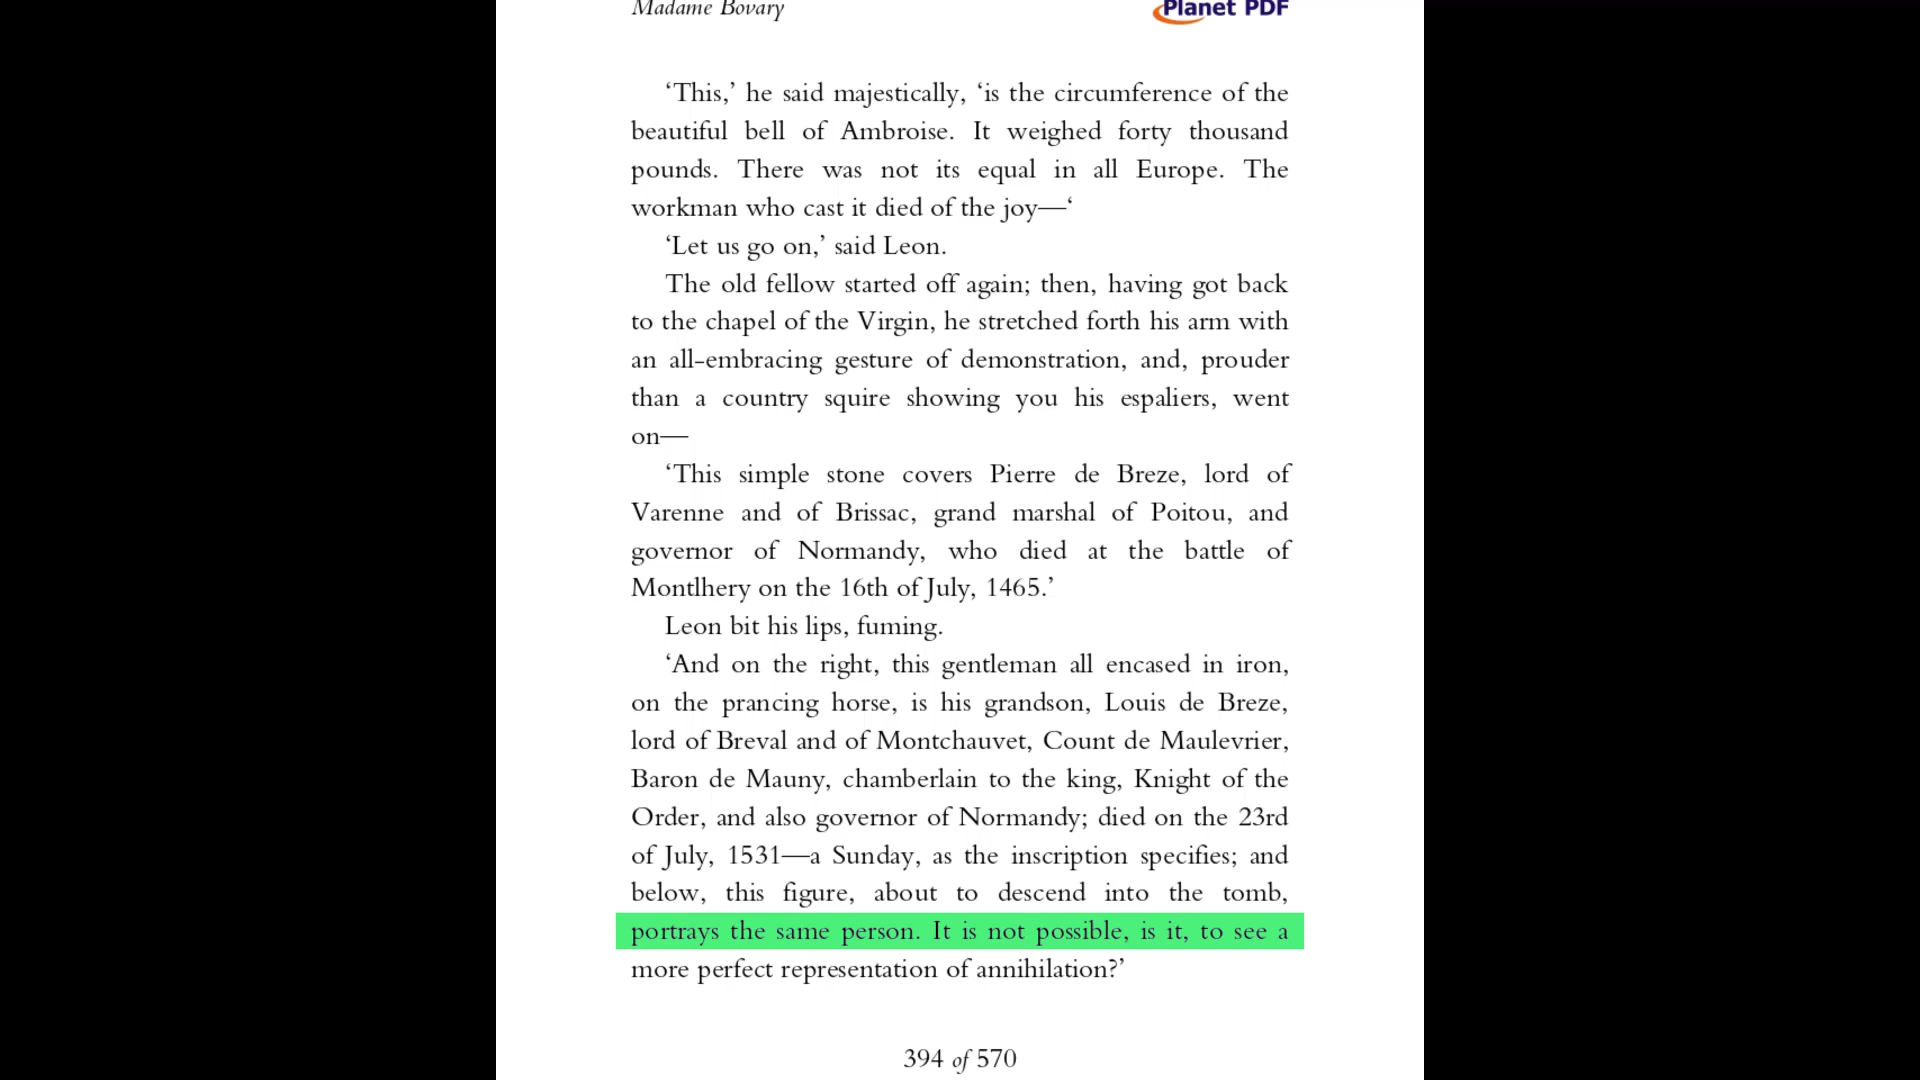 Madame Bovary
Planet PDF
‘This,’ he said majestically, ‘is the circumference of the
beautiful bell of Ambroise. It weighed forty thousand
pounds. There was not its equal in all Europe. The
workman who cast it died of the joy—‘
‘Let us go on,’ said Leon.
The old fellow started off again; then, having got back
to the chapel of the Virgin, he stretched forth his arm with
an all-embracing gesture of demonstration, and, prouder
than a country squire showing you his espaliers, went
on—
‘This simple stone covers Pierre de Breze, lord of
Varenne and of Brissac, grand marshal of Poitou, and
governor of Normandy, who died at the battle of
Montlhery on the 16th of July, 1465.’
Leon bit his lips, fuming.
‘And on the right, this gentleman all encased in iron,
on the prancing horse, is his grandson, Louis de Breze,
lord of Breval and of Montchauvet, Count de Maulevrier,
Baron de Mauny, chamberlain to the king, Knight of the
Order, and also governor of Normandy; died on the 23rd
of July, 1531—a Sunday, as the inscription specifies; and
below, this figure, about to descend into the tomb,
portrays the same person. It is not possible, is it, to see a
more perfect representation of annihilation?’
394 of 570